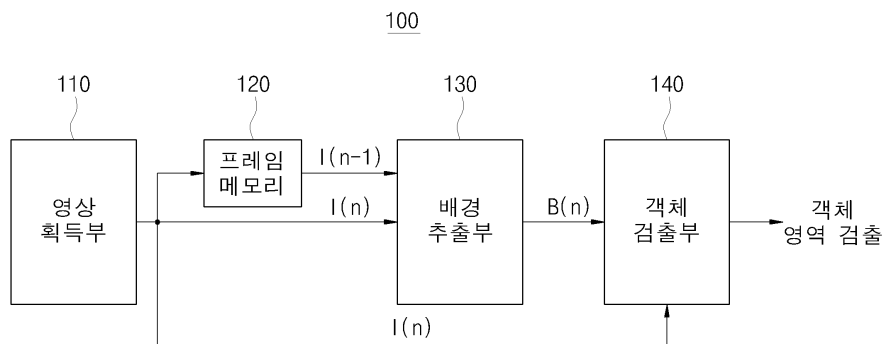 100
110
120
130
140
영상
획득부
프레임
메모리
I(n-1)
I(n)
배경
추출부
B(n)
객체
검출부
객체
영역 검출
I(n)